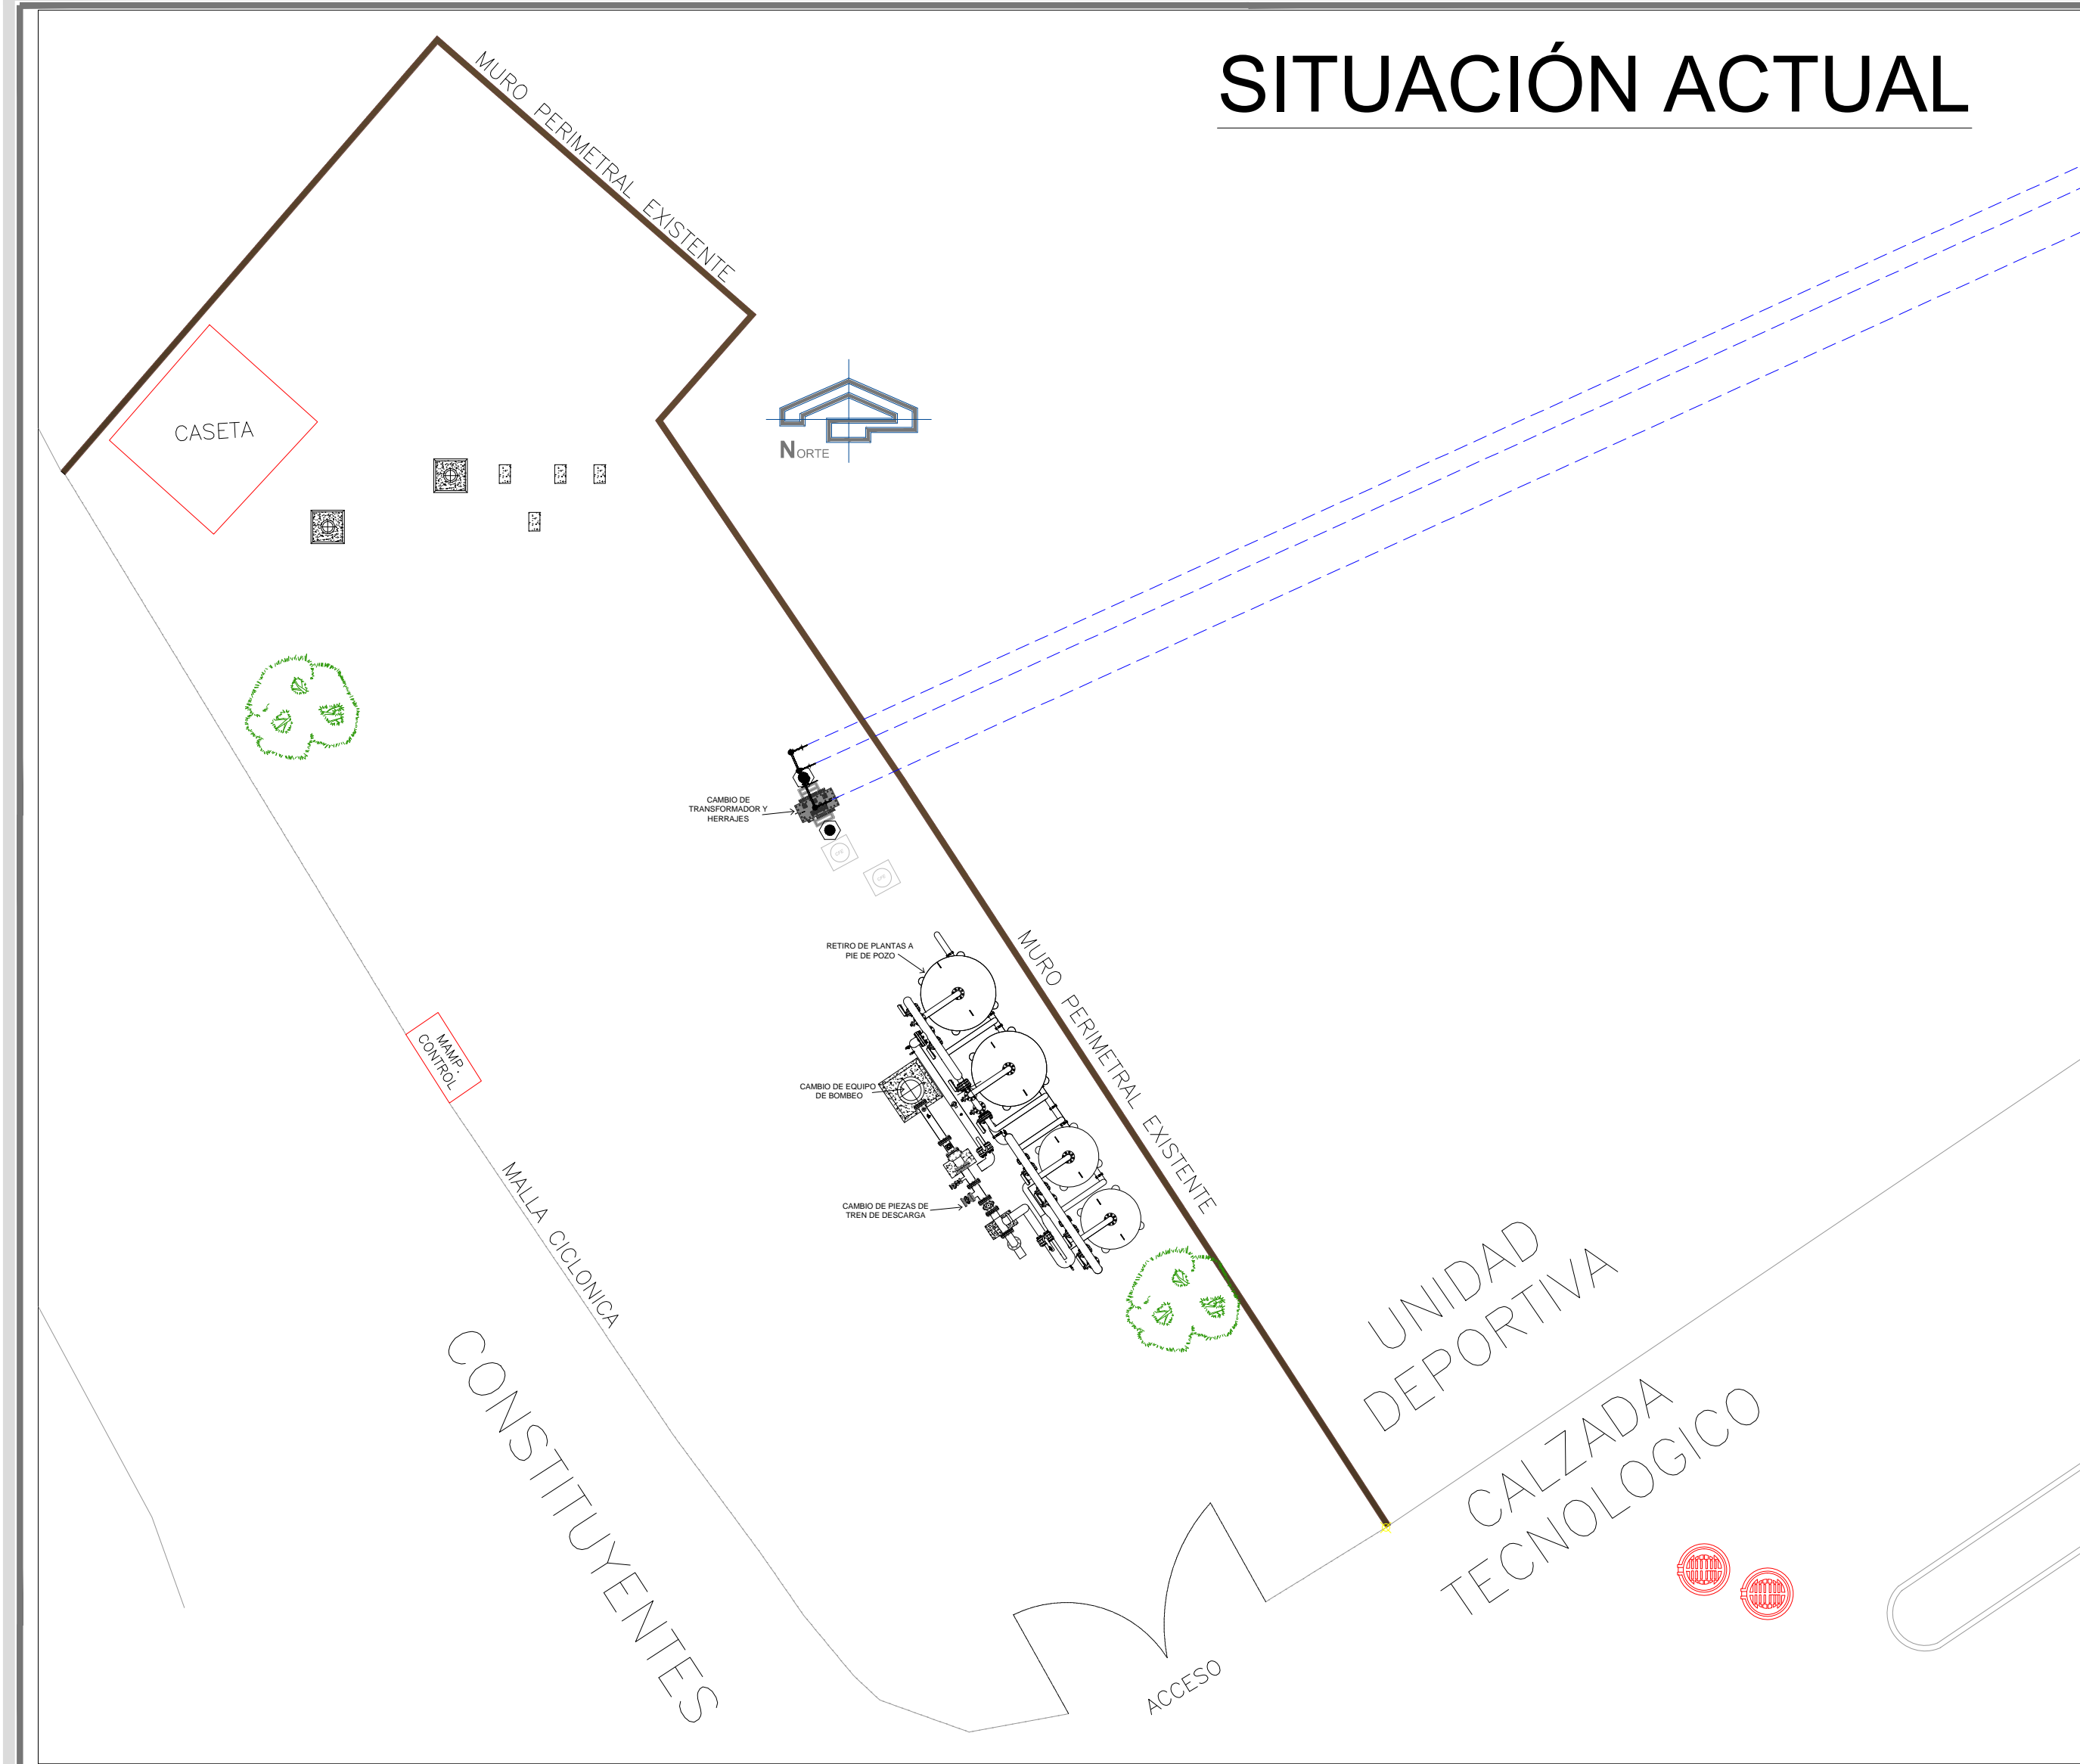 SITUACIÓN ACTUAL
MURO PERIMETRAL EXISTENTE
CASETA
NORTE
CAMBIO DE
TRANSFORMADOR Y
HERRAJES
RETIRO DE PLANTAS A
PIE DE POZO
MURO PERIMETRAL EXISTENTE
MAMP.
CONTROL
CAMBIO DE EQUIPO
DE BOMBEO
CAMBIO DE PIEZAS DE
TREN DE DESCARGA
MALLA CICLONICA
UNIDAD
DEPORTIVA
CONSTITUYENTES
CALZADA
TECNOLOGICO
ACCESO